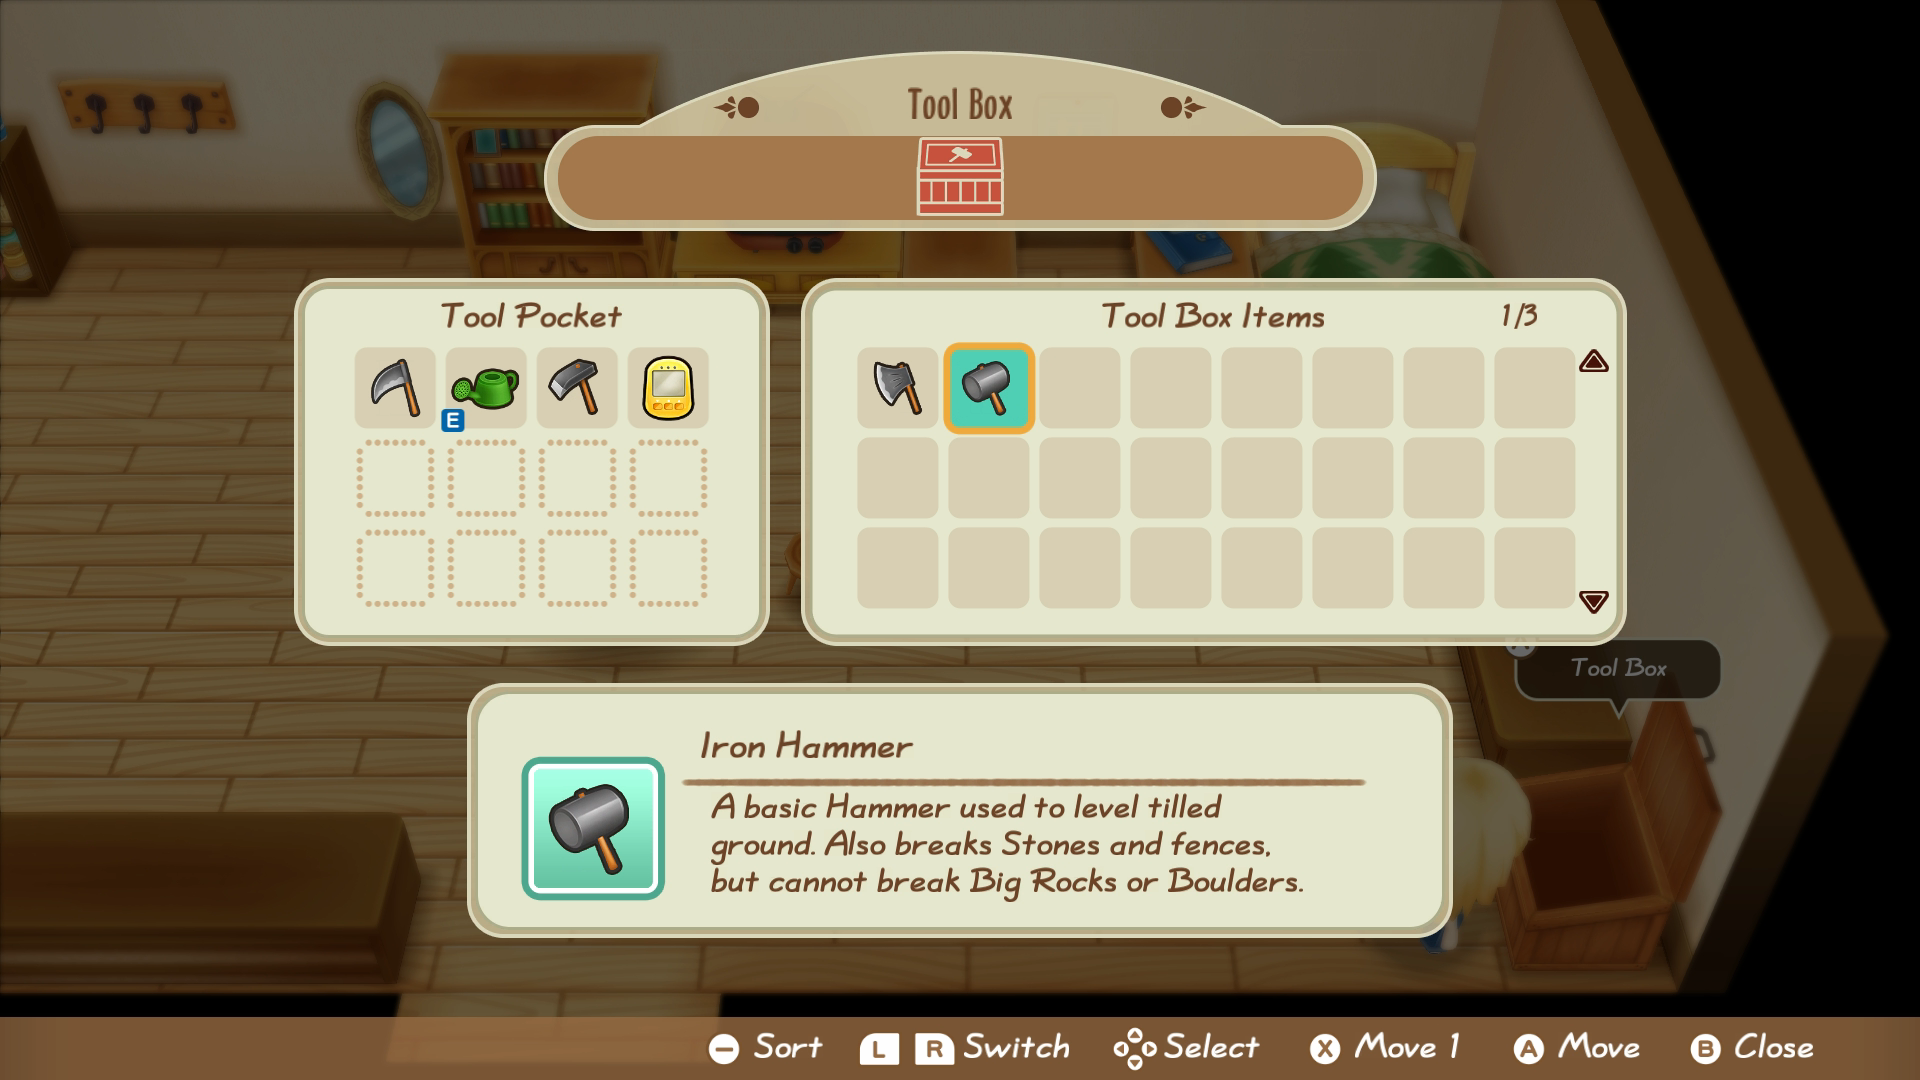 Tool Box
Tool Pocket
E
Tool Box Items 1/3
Tool Box
Iron Hammer
A basic Hammer used to level tilled
ground. Also breaks Stones and fences,
but cannot break Big Rocks or Boulders.
Sort L R Switch Select X Move 1 A Move B Close